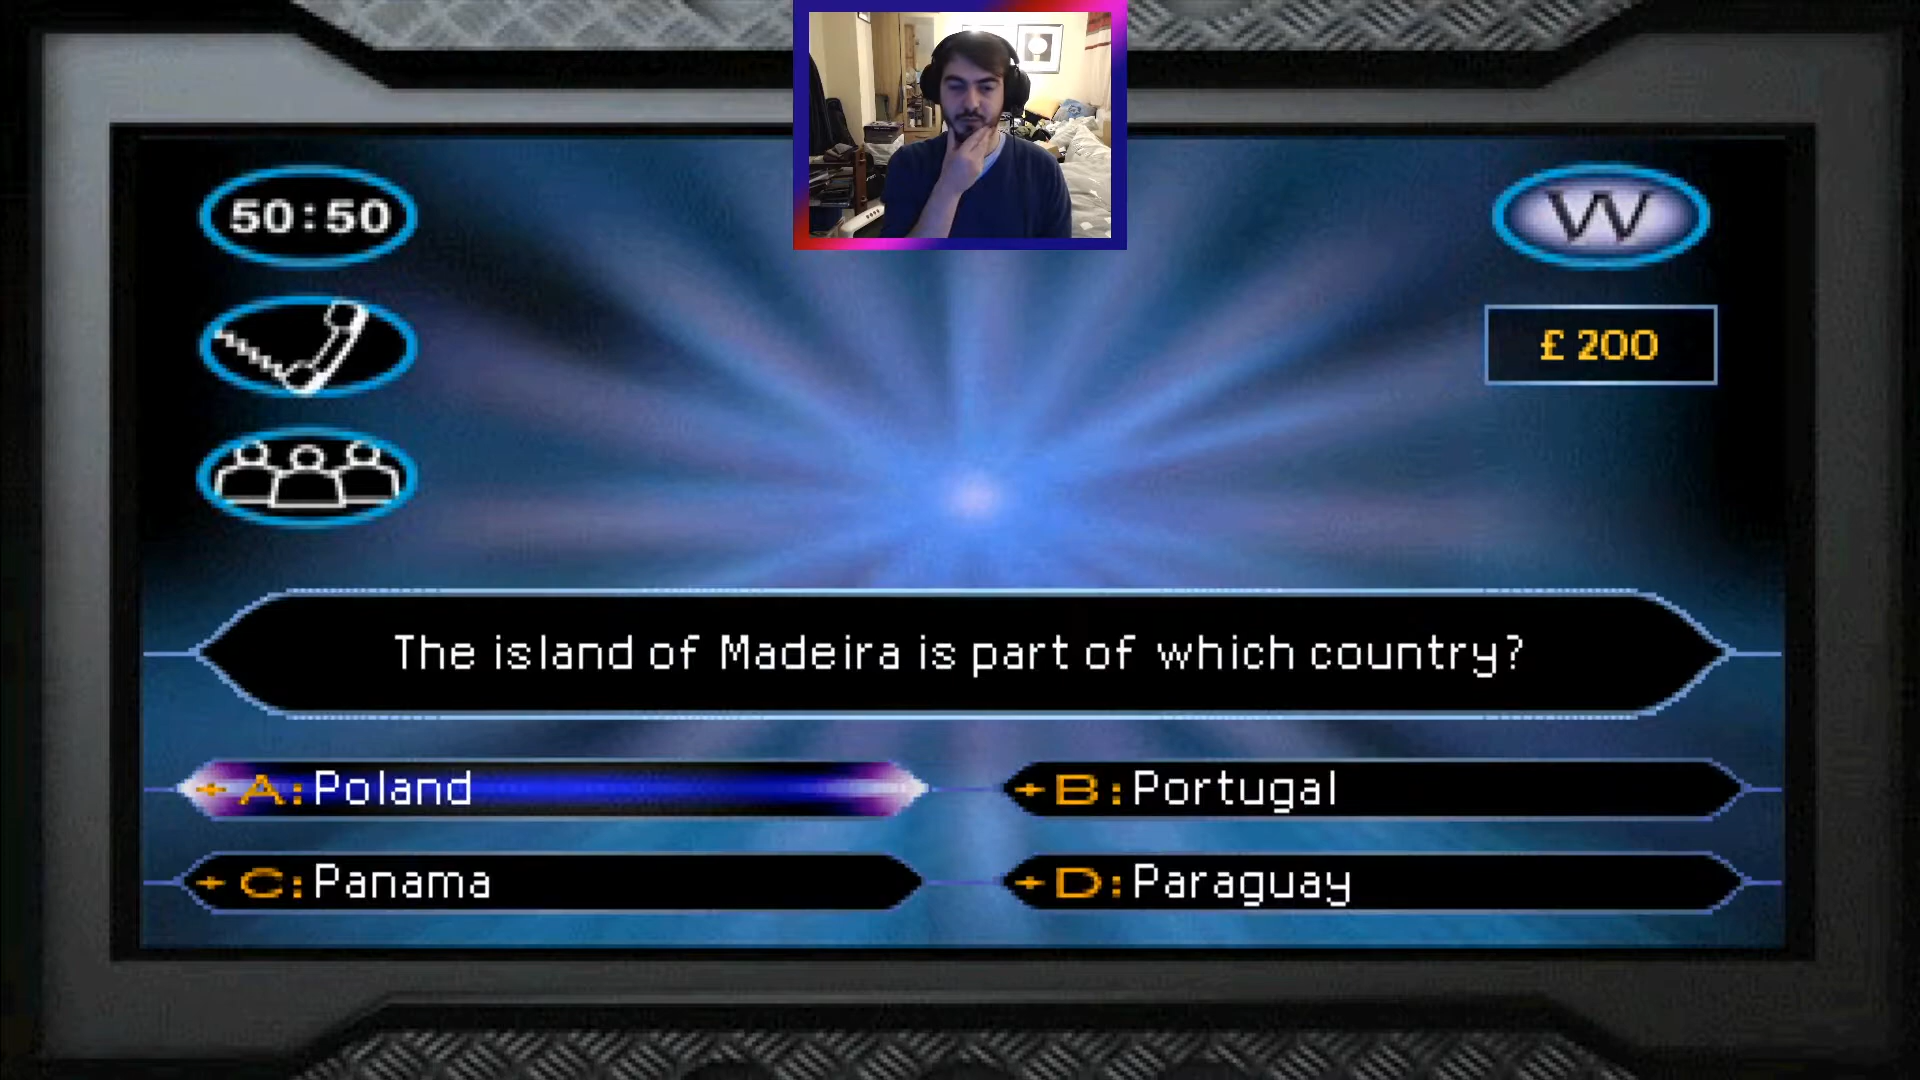 50:50
W
£ 200
The island of Madeira is part of which country?
A: Poland
B: Portugal
C: Panama
D: Paraguay